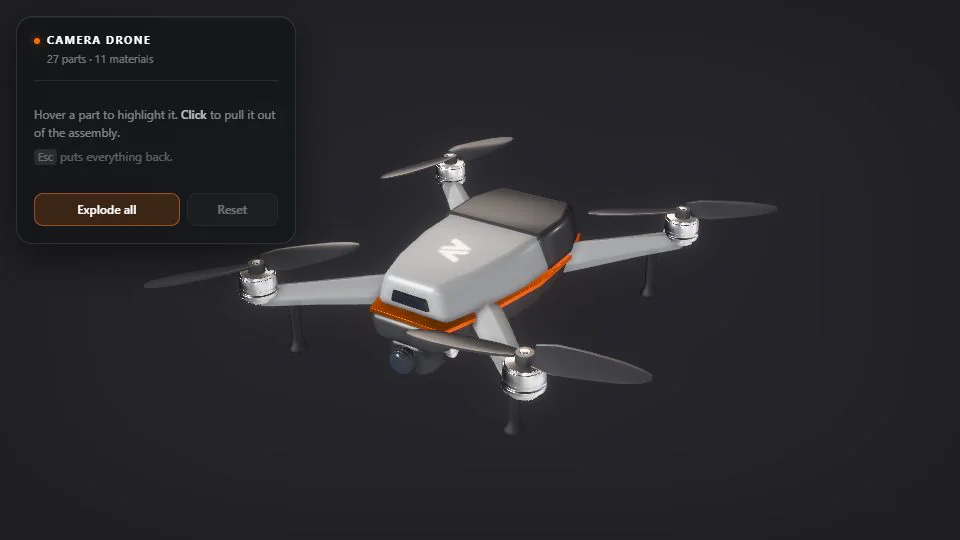 CAMERA DRONE
27 parts · 11 materials
Hover a part to highlight it. Click to pull it out
of the assembly.
Esc puts everything back.
Explode all
Reset